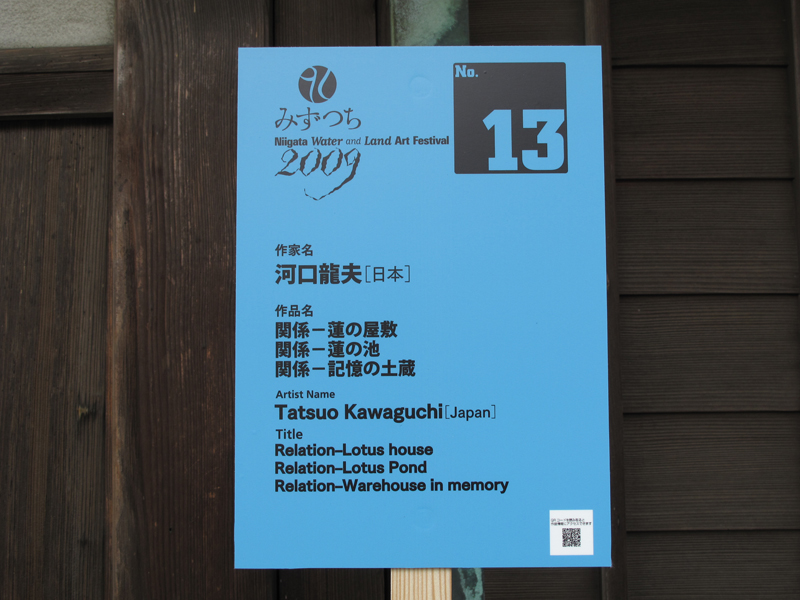 みずつち
Niigata Water and Land Art Festival
2009
No.
13
作家名
河口龍夫［日本］
作品名
関係－蓮の屋敷
関係－蓮の池
関係－記憶の土蔵
Artist Name
Tatsuo Kawaguchi［Japan］
Title
Relation–Lotus house
Relation–Lotus Pond
Relation–Warehouse in memory